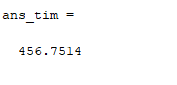 ans_tim =
456.7514